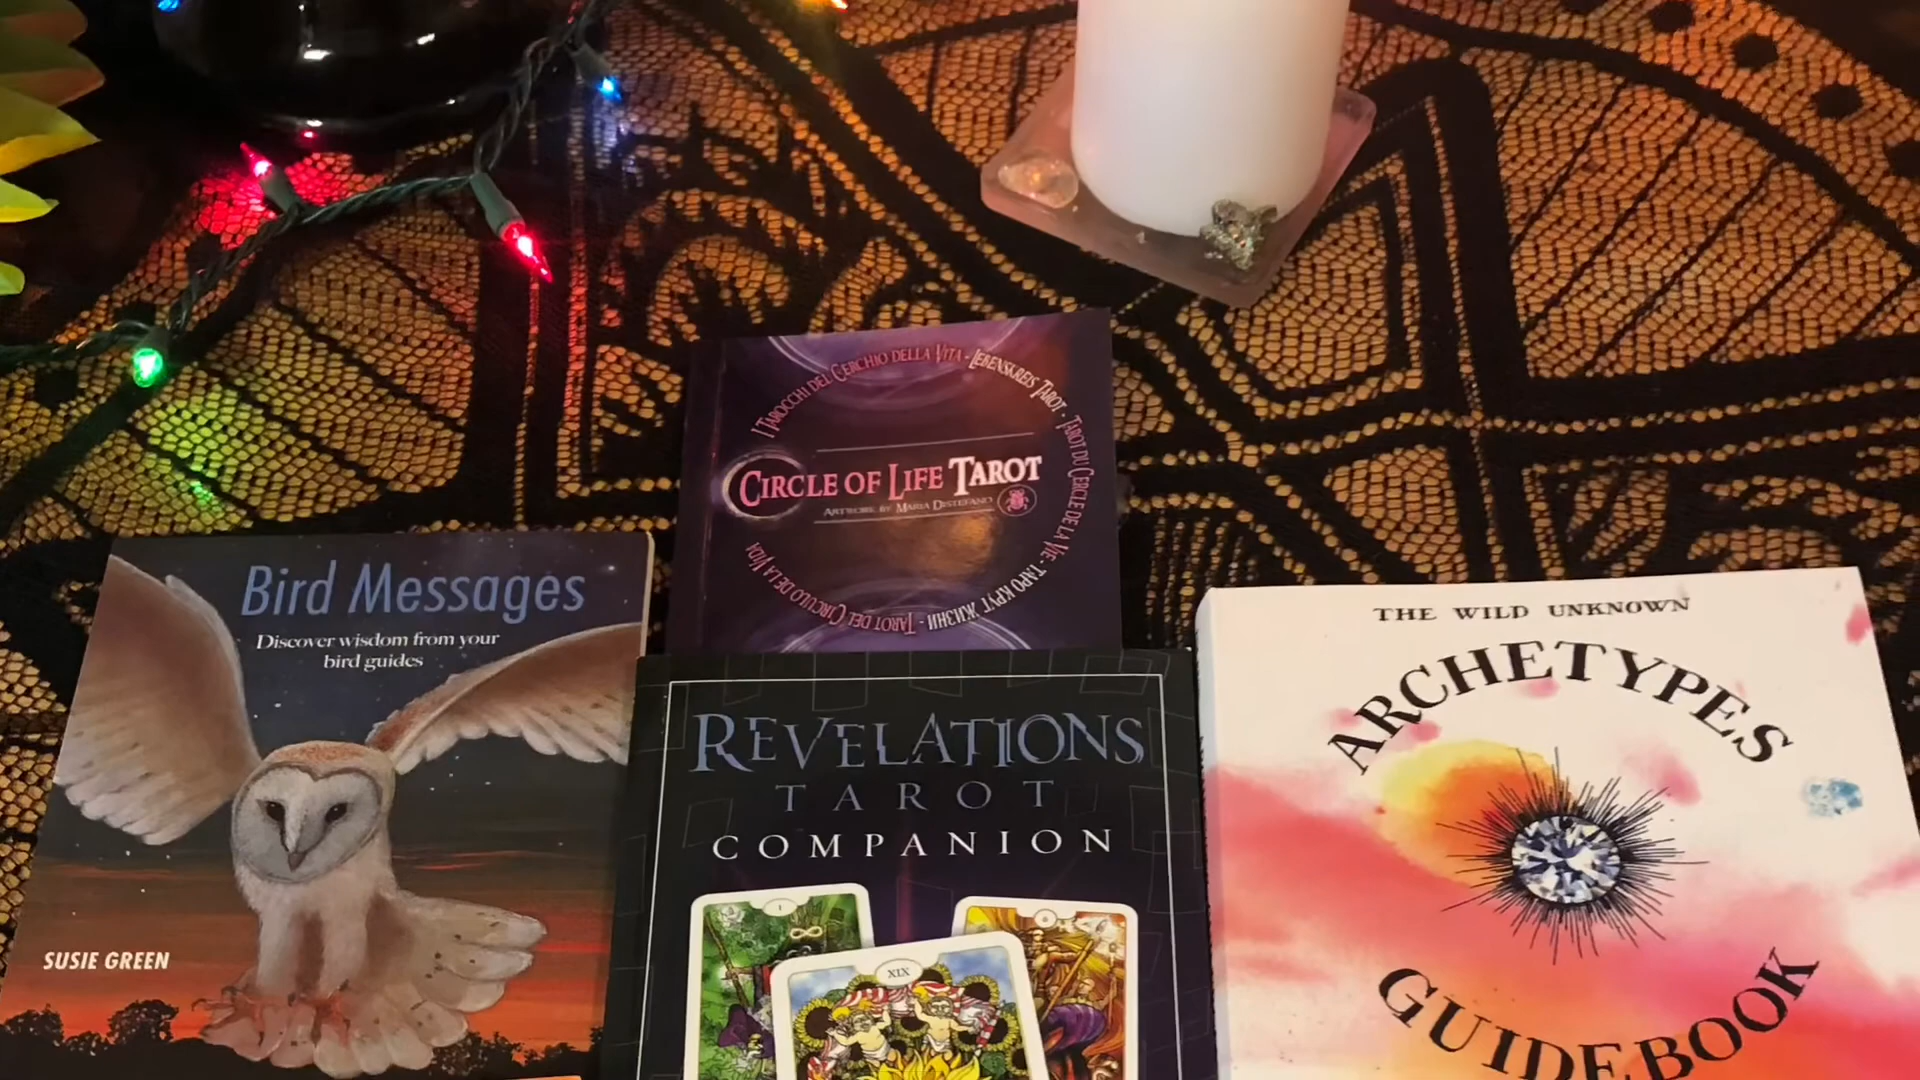 I TAROCCHI DEL CERCHIO DELLA VITA - LEBENSKREIS TAROT - TAROT DU CERCLE DE LA VIE - ТАРО КРУГ ЖИЗНИ - TAROT DEL CIRCULO DE LA VIDA
CIRCLE OF LIFE TAROT
ARTWORK BY MARIA DISTEFANO
Bird Messages
Discover wisdom from your
bird guides
SUSIE GREEN
REVELATIONS
TAROT
COMPANION
I
0
XIX
THE WILD UNKNOWN
ARCHETYPES
GUIDEBOOK